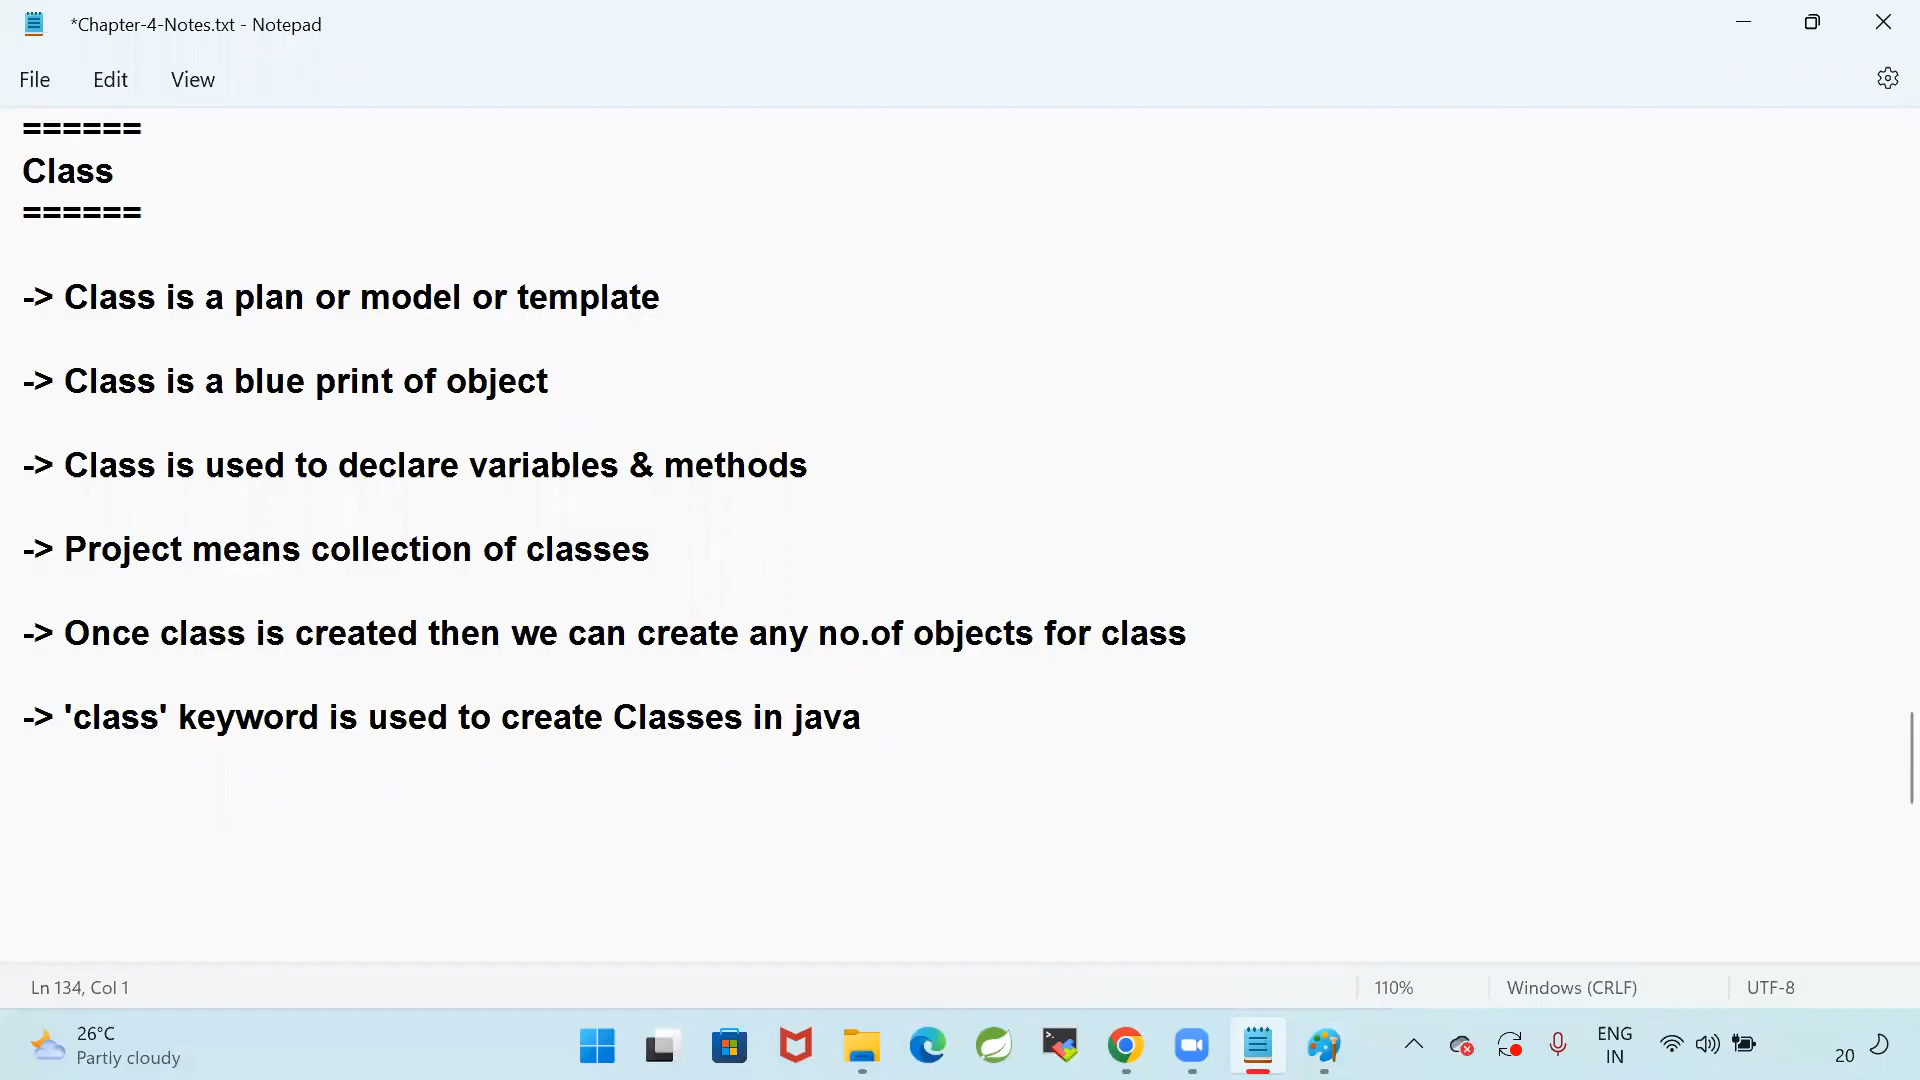 *Chapter-4-Notes.txt - Notepad
File Edit View
======
Class
======
-> Class is a plan or model or template
-> Class is a blue print of object
-> Class is used to declare variables & methods
-> Project means collection of classes
-> Once class is created then we can create any no.of objects for class
-> 'class' keyword is used to create Classes in java
Ln 134, Col 1 110% Windows (CRLF) UTF-8
26°C
Partly cloudy
ENG
IN
20